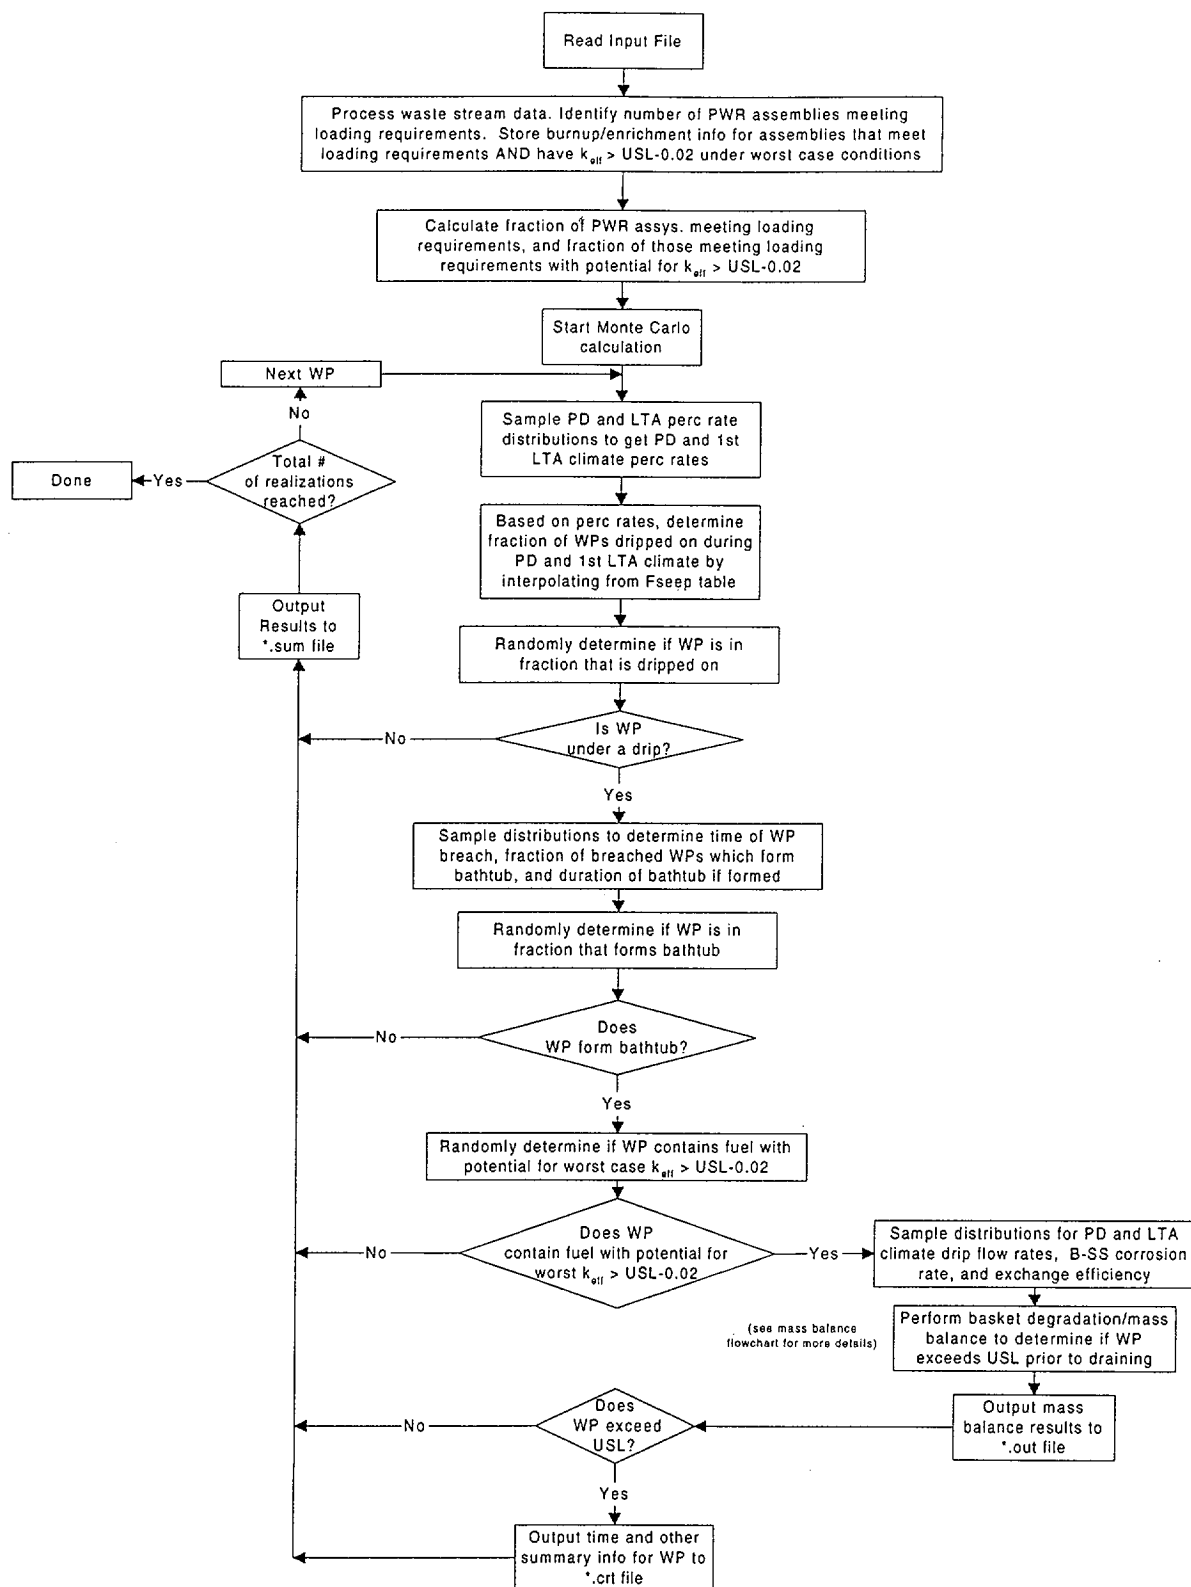 Read Input File
Process waste stream data. Identify number of PWR assemblies meeting
loading requirements. Store burnup/enrichment info for assemblies that meet
loading requirements AND have keff > USL-0.02 under worst case conditions
Calculate fraction of PWR assys. meeting loading
requirements, and fraction of those meeting loading
requirements with potential for keff > USL-0.02
Start Monte Carlo
calculation
Next WP
No
Sample PD and LTA perc rate
distributions to get PD and 1st
LTA climate perc rates
Total #
of realizations
reached?
Yes
Done
Based on perc rates, determine
fraction of WPs dripped on during
PD and 1st LTA climate by
interpolating from Fseep table
Output
Results to
*.sum file
Randomly determine if WP is in
fraction that is dripped on
Is WP
under a drip?
No
Yes
Sample distributions to determine time of WP
breach, fraction of breached WPs which form
bathtub, and duration of bathtub if formed
Randomly determine if WP is in
fraction that forms bathtub
Does
WP form bathtub?
No
Yes
Randomly determine if WP contains fuel with
potential for worst case keff > USL-0.02
Does WP
contain fuel with potential for
worst keff > USL-0.02
No
Yes
Sample distributions for PD and LTA
climate drip flow rates, B-SS corrosion
rate, and exchange efficiency
(see mass balance
flowchart for more details)
Perform basket degradation/mass
balance to determine if WP
exceeds USL prior to draining
Output mass
balance results to
*.out file
Does
WP exceed
USL?
No
Yes
Output time and other
summary info for WP to
*.crt file